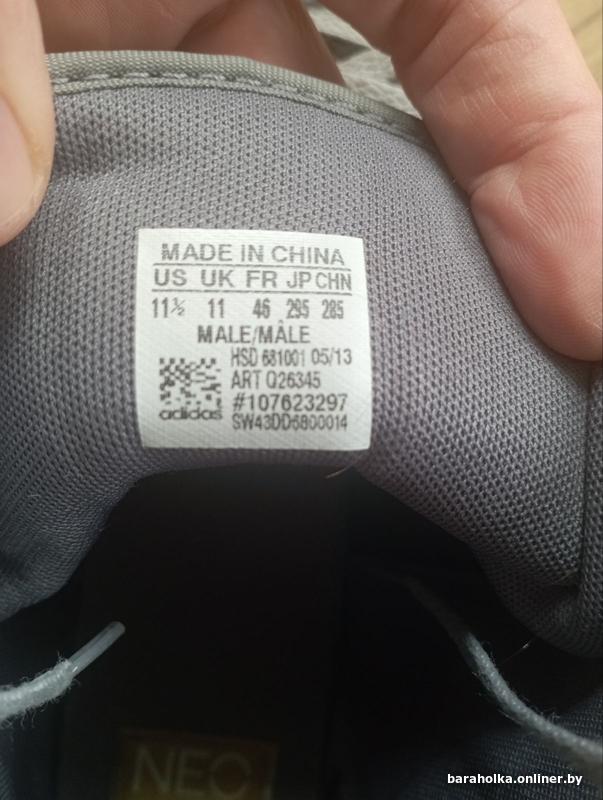 MADE IN CHINA
US UK FR JP CHN
11½ 11 46 295 285
MALE/MÂLE
HSD 681001 05/13
ART Q26345
#107623297
adidas
SW43DD6800014
NEO
baraholka.onliner.by